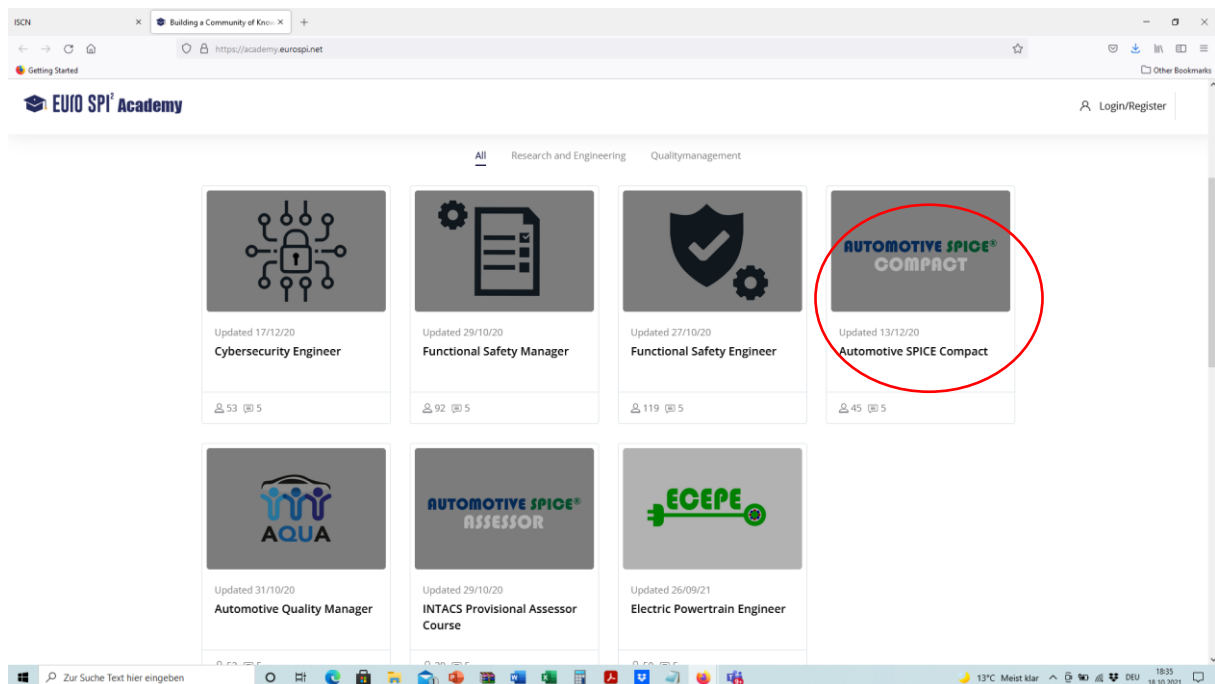 ISCN
Building a Community of Know
https://academy.eurospi.net
Getting Started
Other Bookmarks
EURO SPI² Academy
Login/Register
All Research and Engineering Qualitymanagement
AUTOMOTIVE SPICE®
COMPACT
Updated 17/12/20 Updated 29/10/20 Updated 27/10/20 Updated 13/12/20
Cybersecurity Engineer Functional Safety Manager Functional Safety Engineer Automotive SPICE Compact
53 5 92 5 119 5 45 5
AQUA
AUTOMOTIVE SPICE®
ASSESSOR
ECEPE
Updated 31/10/20 Updated 29/10/20 Updated 26/09/21
Automotive Quality Manager INTACS Provisional Assessor Electric Powertrain Engineer
Course
Zur Suche Text hier eingeben
13°C Meist klar DEU 18:35
18.10.2021